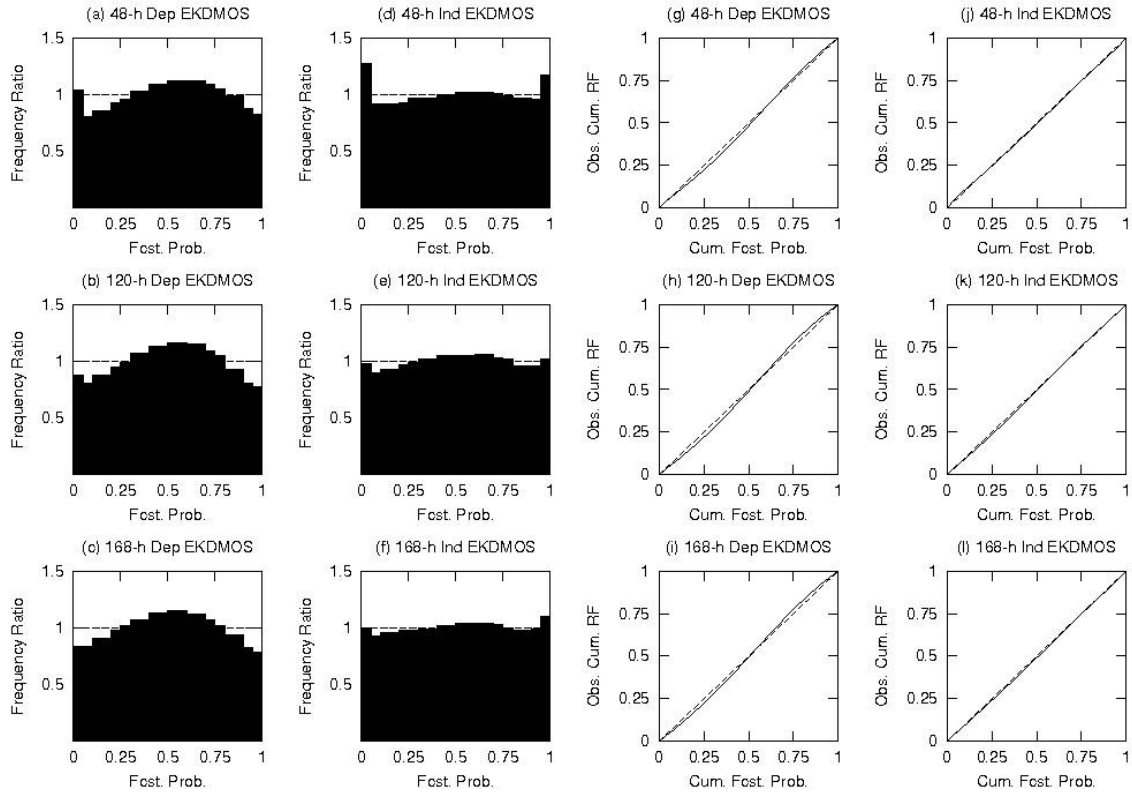 (a) 48-h Dep EKDMOS
(d) 48-h Ind EKDMOS
(g) 48-h Dep EKDMOS
(j) 48-h Ind EKDMOS
Frequency Ratio
1.5
1
0.5
0 0.25 0.5 0.75 1
Fcst. Prob.
Frequency Ratio
1.5
1
0.5
0 0.25 0.5 0.75 1
Fcst. Prob.
Obs. Cum. RF
1
0.75
0.5
0.25
0
0 0.25 0.5 0.75 1
Cum. Fcst. Prob.
Obs. Cum. RF
1
0.75
0.5
0.25
0
0 0.25 0.5 0.75 1
Cum. Fcst. Prob.
(b) 120-h Dep EKDMOS
(e) 120-h Ind EKDMOS
(h) 120-h Dep EKDMOS
(k) 120-h Ind EKDMOS
Frequency Ratio
1.5
1
0.5
0 0.25 0.5 0.75 1
Fcst. Prob.
Frequency Ratio
1.5
1
0.5
0 0.25 0.5 0.75 1
Fcst. Prob.
Obs. Cum. RF
1
0.75
0.5
0.25
0
0 0.25 0.5 0.75 1
Cum. Fcst. Prob.
Obs. Cum. RF
1
0.75
0.5
0.25
0
0 0.25 0.5 0.75 1
Cum. Fcst. Prob.
(c) 168-h Dep EKDMOS
(f) 168-h Ind EKDMOS
(i) 168-h Dep EKDMOS
(l) 168-h Ind EKDMOS
Frequency Ratio
1.5
1
0.5
0 0.25 0.5 0.75 1
Fcst. Prob.
Frequency Ratio
1.5
1
0.5
0 0.25 0.5 0.75 1
Fcst. Prob.
Obs. Cum. RF
1
0.75
0.5
0.25
0
0 0.25 0.5 0.75 1
Cum. Fcst. Prob.
Obs. Cum. RF
1
0.75
0.5
0.25
0
0 0.25 0.5 0.75 1
Cum. Fcst. Prob.